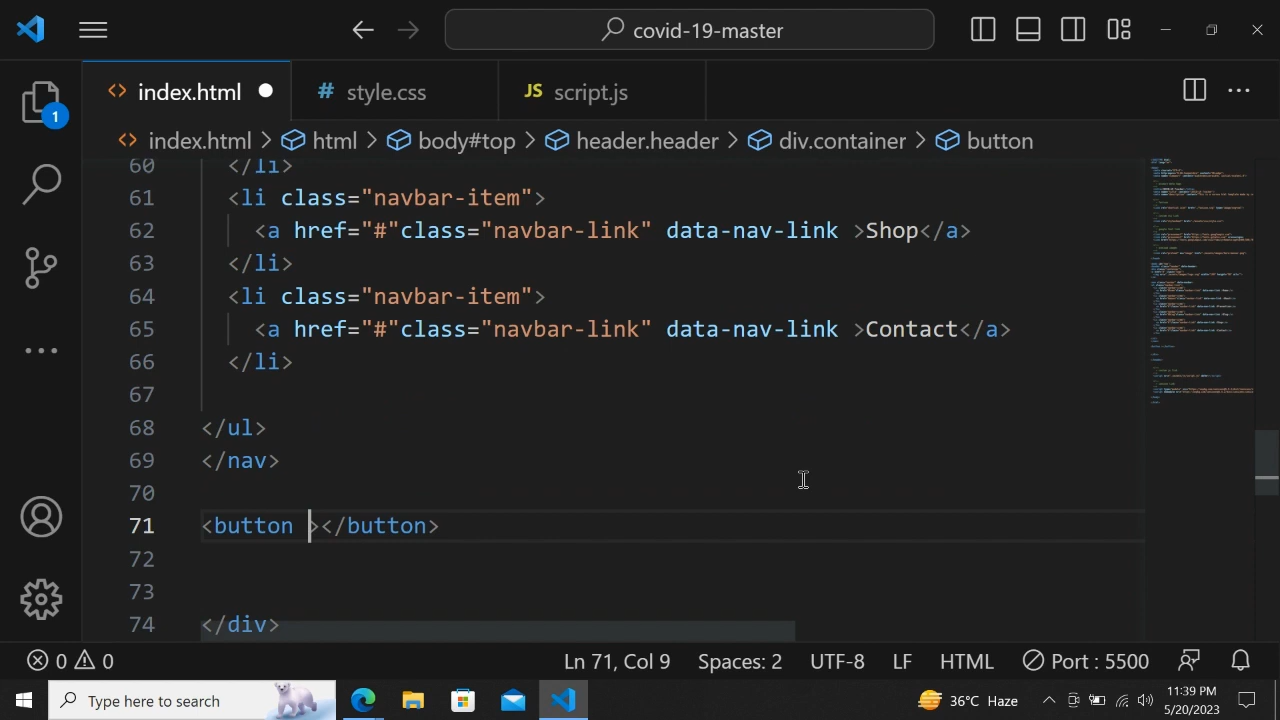 covid-19-master
index.html
style.css
JS script.js
index.html > html > body#top > header.header > div.container > button
1
60 </li>
61 <li class="navbar-item">
62 <a href="#"class="navbar-link" data-nav-link >Shop</a>
63 </li>
64 <li class="navbar-item">
65 <a href="#"class="navbar-link" data-nav-link >Contact</a>
66 </li>
67
68 </ul>
69 </nav>
70
71 <button ></button>
72
73
74 </div>
0 0 Ln 71, Col 9 Spaces: 2 UTF-8 LF HTML Port : 5500
Type here to search 36°C Haze 11:39 PM
5/20/2023